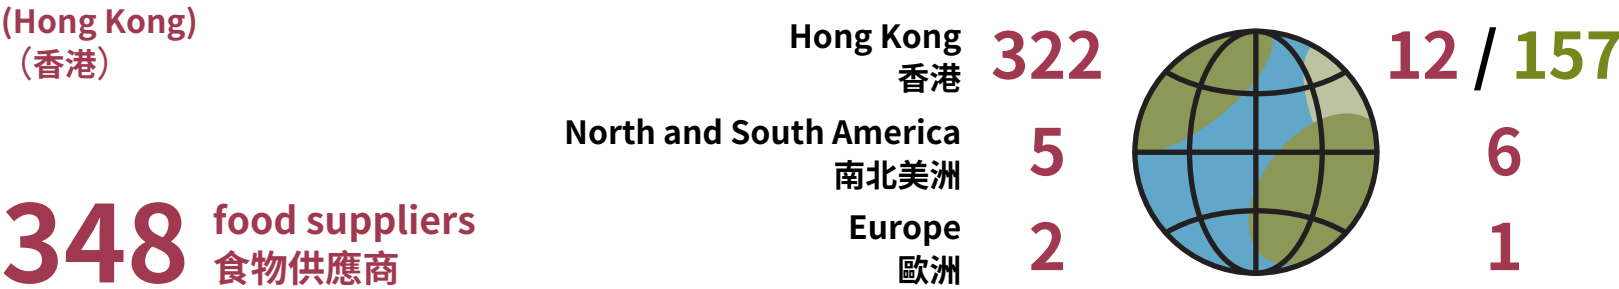 (Hong Kong)
（香港）
348 food suppliers
食物供應商
Hong Kong 322 12 / 157
香港
North and South America 5 6
南北美洲
Europe 2 1
歐洲